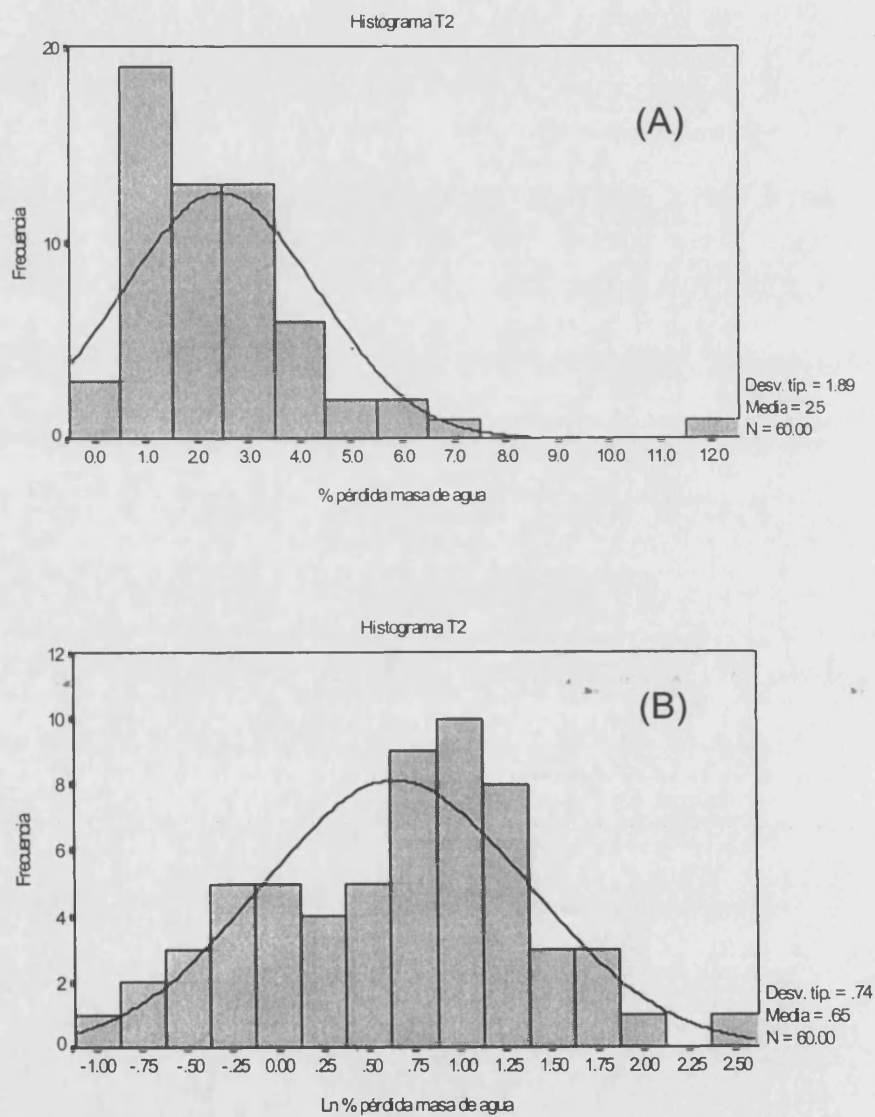 Histograma T2
20
(A)
10
Frecuencia
0
Desv. típ. = 1.89
Media = 2.5
N = 60.00
0.0 1.0 2.0 3.0 4.0 5.0 6.0 7.0 8.0 9.0 10.0 11.0 12.0
% pérdida masa de agua
Histograma T2
12
(B)
10
8
6
Frecuencia
4
2
0
Desv. típ. = .74
Media = .65
N = 60.00
-1.00 -.75 -.50 -.25 0.00 .25 .50 .75 1.00 1.25 1.50 1.75 2.00 2.50
Ln % pérdida masa de agua